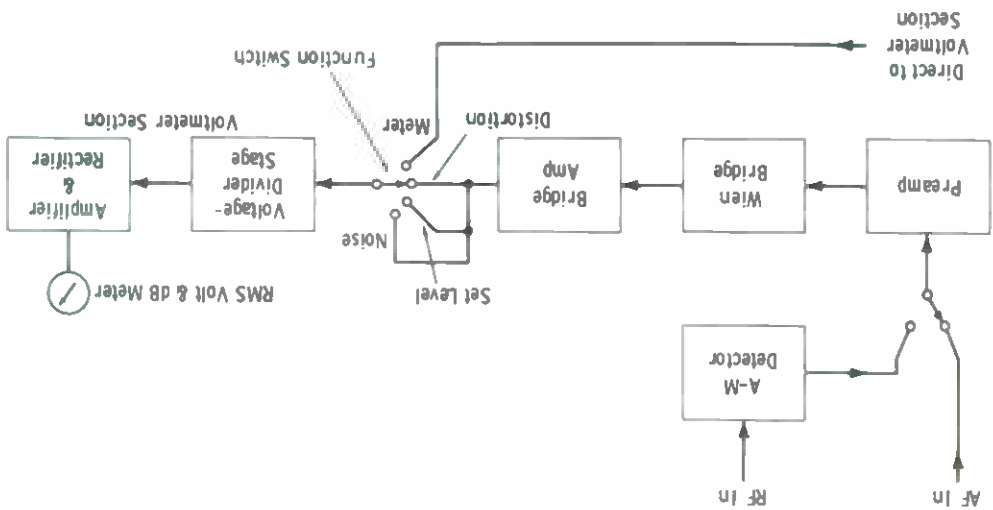 AF In
RF In
A-M
Detector
RMS Volt & dB Meter
Set Level
Noise
Preamp
Wien
Bridge
Bridge
Amp
Voltage-
Divider
Stage
Amplifier
&
Rectifier
Distortion
Meter
Voltmeter Section
Function Switch
Direct to
Voltmeter
Section